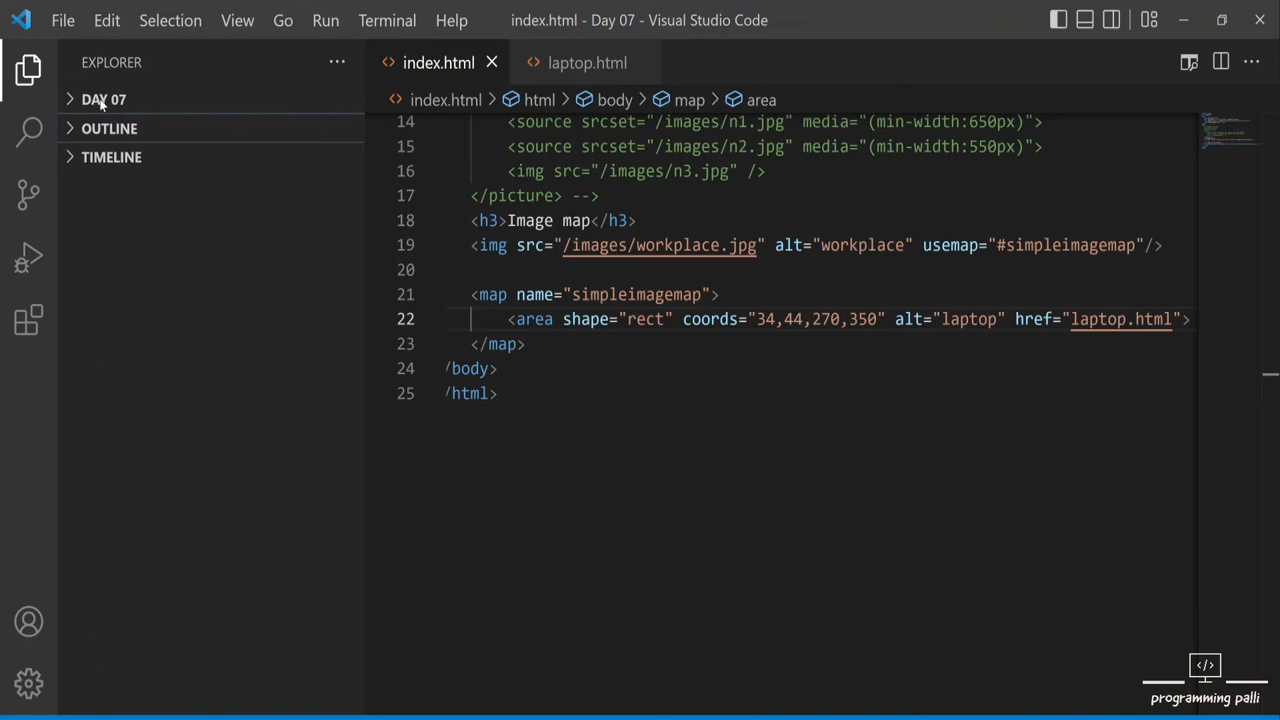 File Edit Selection View Go Run Terminal Help index.html - Day 07 - Visual Studio Code
EXPLORER ···
DAY 07
OUTLINE
TIMELINE
index.html laptop.html
index.html > html > body > map > area
14 <source srcset="/images/n1.jpg" media="(min-width:650px)">
15 <source srcset="/images/n2.jpg" media="(min-width:550px)">
16 <img src="/images/n3.jpg" />
17 </picture> -->
18 <h3>Image map</h3>
19 <img src="/images/workplace.jpg" alt="workplace" usemap="#simpleimagemap"/>
20
21 <map name="simpleimagemap">
22 <area shape="rect" coords="34,44,270,350" alt="laptop" href="laptop.html">
23 </map>
24 /body>
25 /html>
programming palli